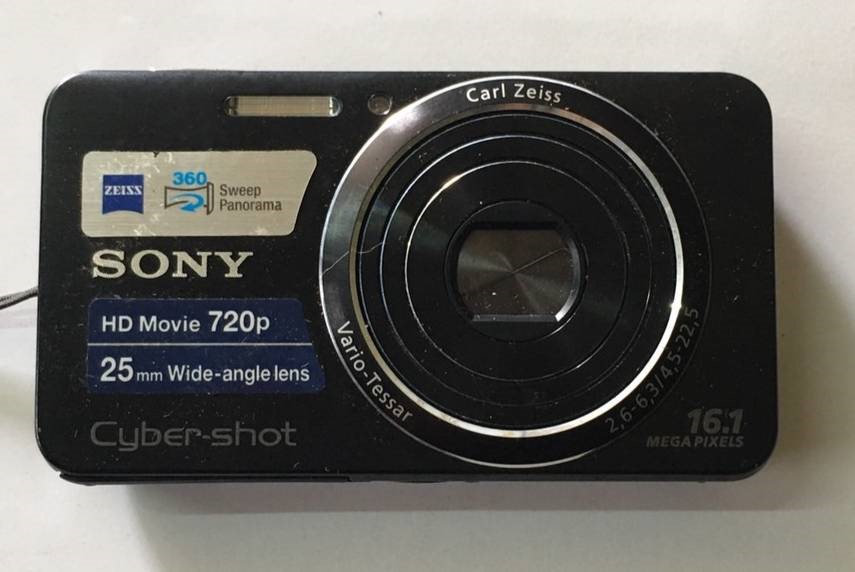 Carl Zeiss
ZEISS
360
Sweep
Panorama
SONY
HD Movie 720p
25mm Wide-angle lens
Vario-Tessar
2,6-6,3/4,5-22,5
Cyber-shot
16.1
MEGA PIXELS